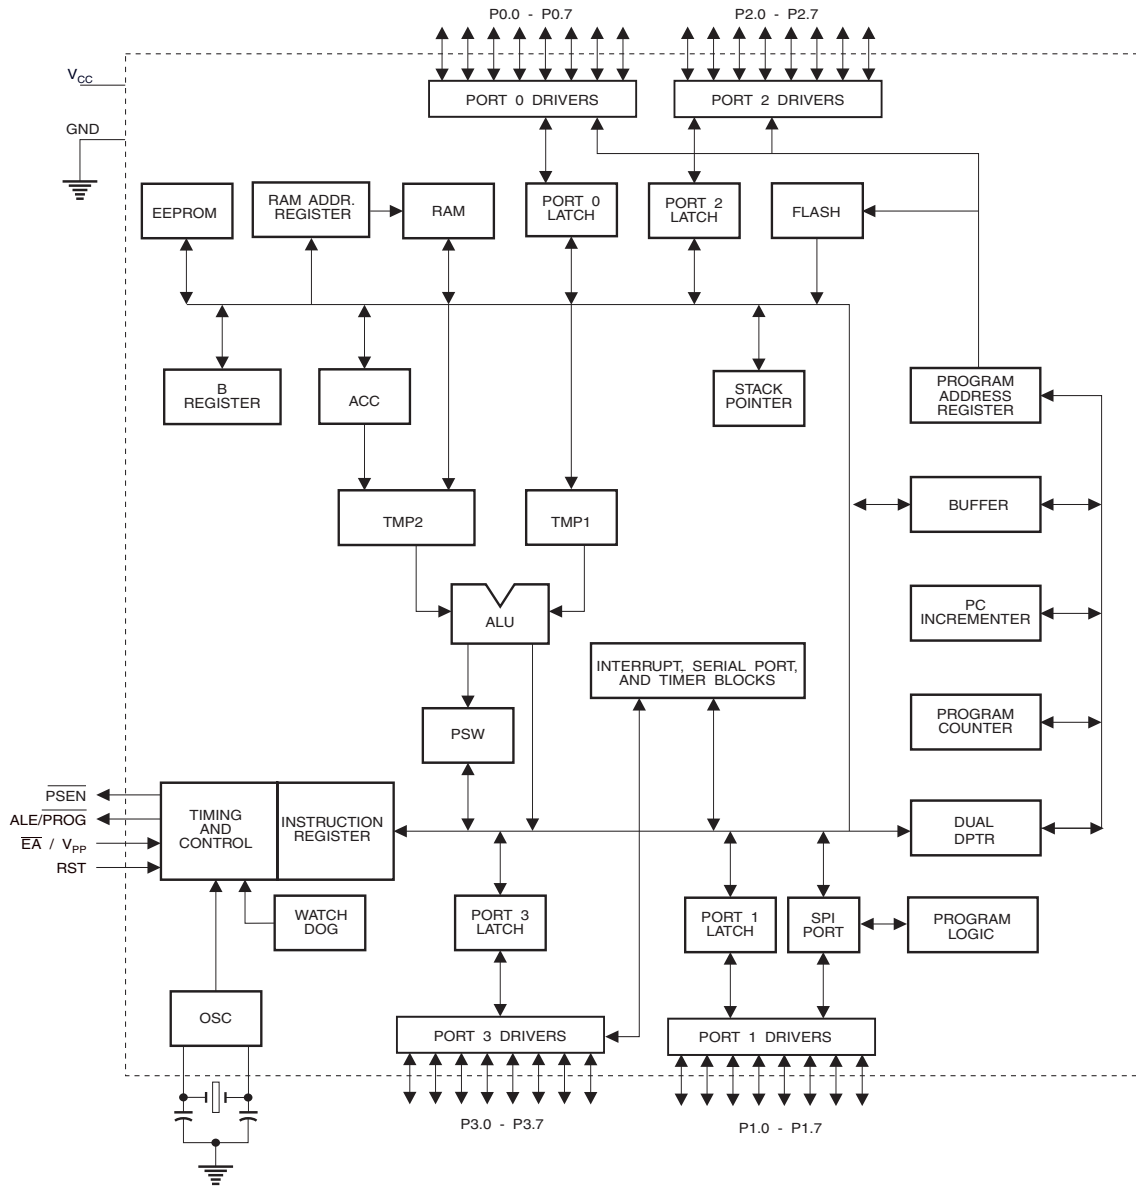 P0.0 - P0.7
P2.0 - P2.7
VCC
PORT 0 DRIVERS
PORT 2 DRIVERS
GND
EEPROM
RAM ADDR.
REGISTER
RAM
PORT 0
LATCH
PORT 2
LATCH
FLASH
B
REGISTER
ACC
STACK
POINTER
PROGRAM
ADDRESS
REGISTER
BUFFER
TMP2
TMP1
PC
INCREMENTER
ALU
INTERRUPT, SERIAL PORT,
AND TIMER BLOCKS
PSW
PROGRAM
COUNTER
PSEN
ALE/PROG
EA / VPP
RST
TIMING
AND
CONTROL
INSTRUCTION
REGISTER
DUAL
DPTR
WATCH
DOG
PORT 3
LATCH
PORT 1
LATCH
SPI
PORT
PROGRAM
LOGIC
OSC
PORT 3 DRIVERS
PORT 1 DRIVERS
P3.0 - P3.7
P1.0 - P1.7